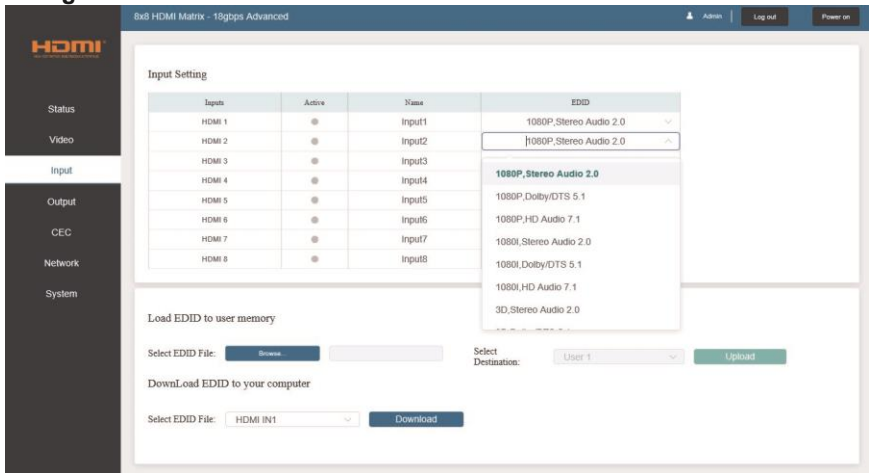 8x8 HDMI Matrix - 18gbps Advanced
Admin
Log out
Power on
HDMI
Status
Video
Input
Output
CEC
Network
System
Input Setting
Inputs Active Name EDID
HDMI 1 Input1 1080P,Stereo Audio 2.0
HDMI 2 Input2 1080P,Stereo Audio 2.0
HDMI 3 Input3
HDMI 4 Input4
HDMI 5 Input5
HDMI 6 Input6
HDMI 7 Input7
HDMI 8 Input8
1080P,Stereo Audio 2.0
1080P,Dolby/DTS 5.1
1080P,HD Audio 7.1
1080I,Stereo Audio 2.0
1080I,Dolby/DTS 5.1
1080I,HD Audio 7.1
3D,Stereo Audio 2.0
Load EDID to user memory
Select EDID File: Browse...
Select
Destination: User 1 Upload
DownLoad EDID to your computer
Select EDID File: HDMI IN1 Download